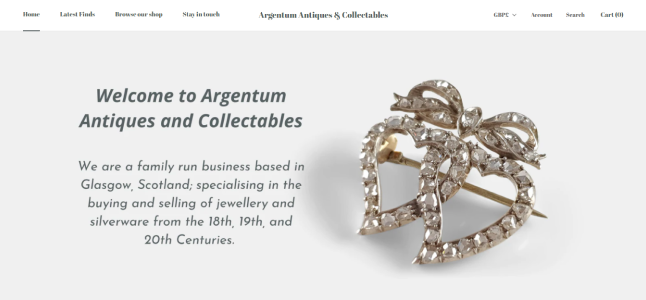 Home Latest Finds Browse our shop Stay in touch Argentum Antiques & Collectables GBP£ Account Search Cart (0)
Welcome to Argentum
Antiques and Collectables
We are a family run business based in
Glasgow, Scotland; specialising in the
buying and selling of jewellery and
silverware from the 18th, 19th, and
20th Centuries.